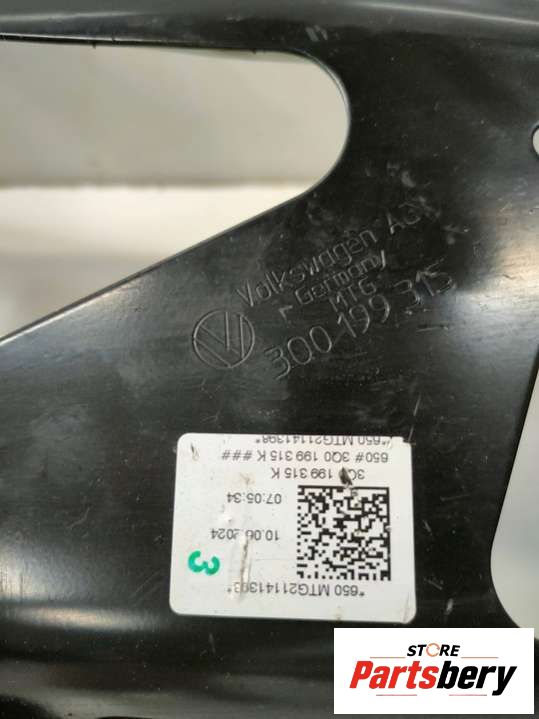 Volkswagen AG
Germany
MTG
3Q0 199 315
*650 MTG21141398*
10.06.2024
07:05:34
3Q0 199 315 K
650# 3Q0 199 315 K ###
*650 MTG21141398*
3
STORE
Partsbery